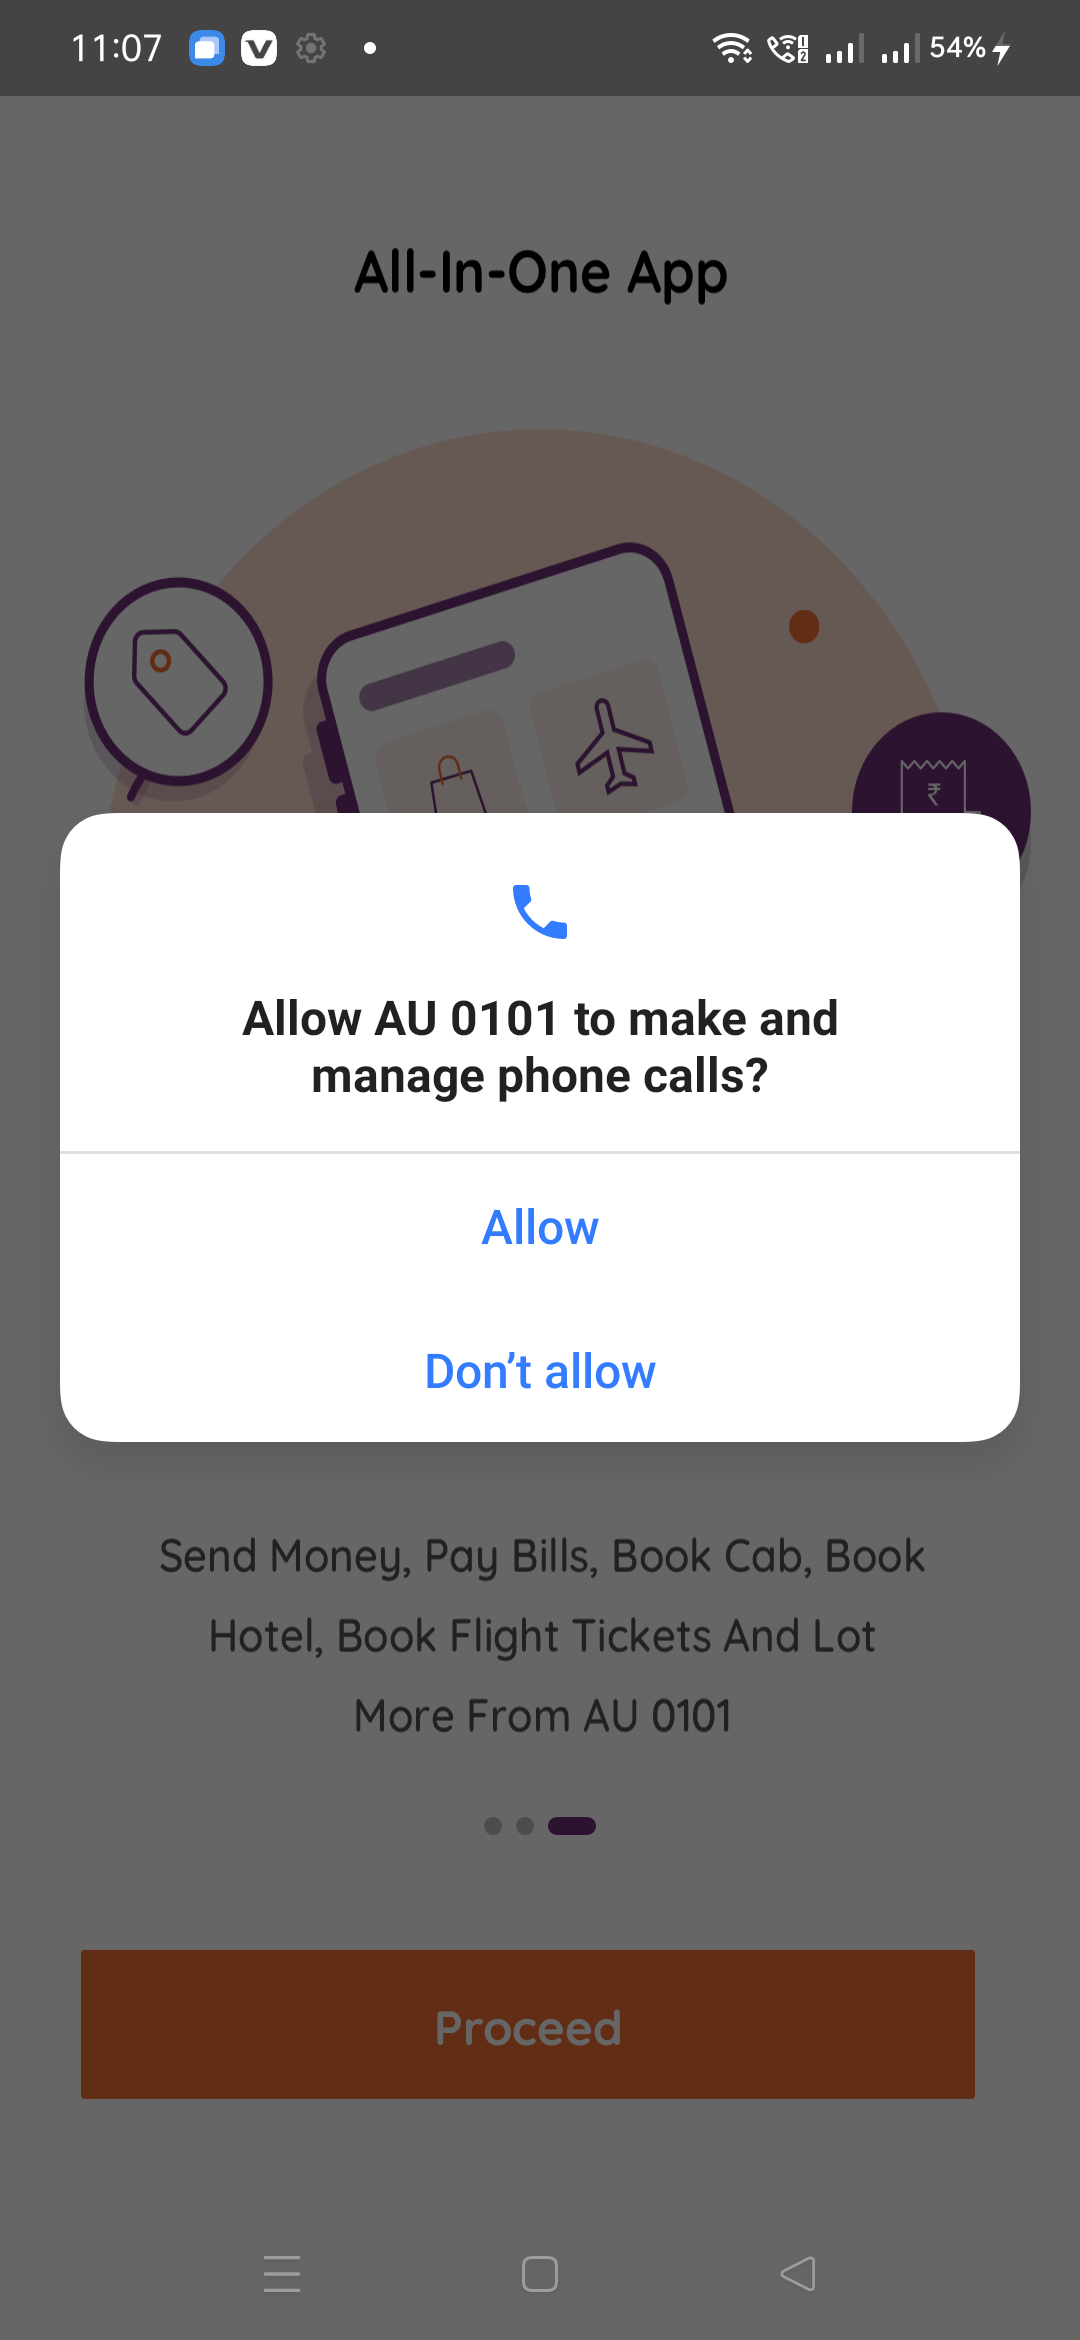 11:07
54%
All-In-One App
₹
Allow AU 0101 to make and
manage phone calls?
Allow
Don’t allow
Send Money, Pay Bills, Book Cab, Book
Hotel, Book Flight Tickets And Lot
More From AU 0101
Proceed